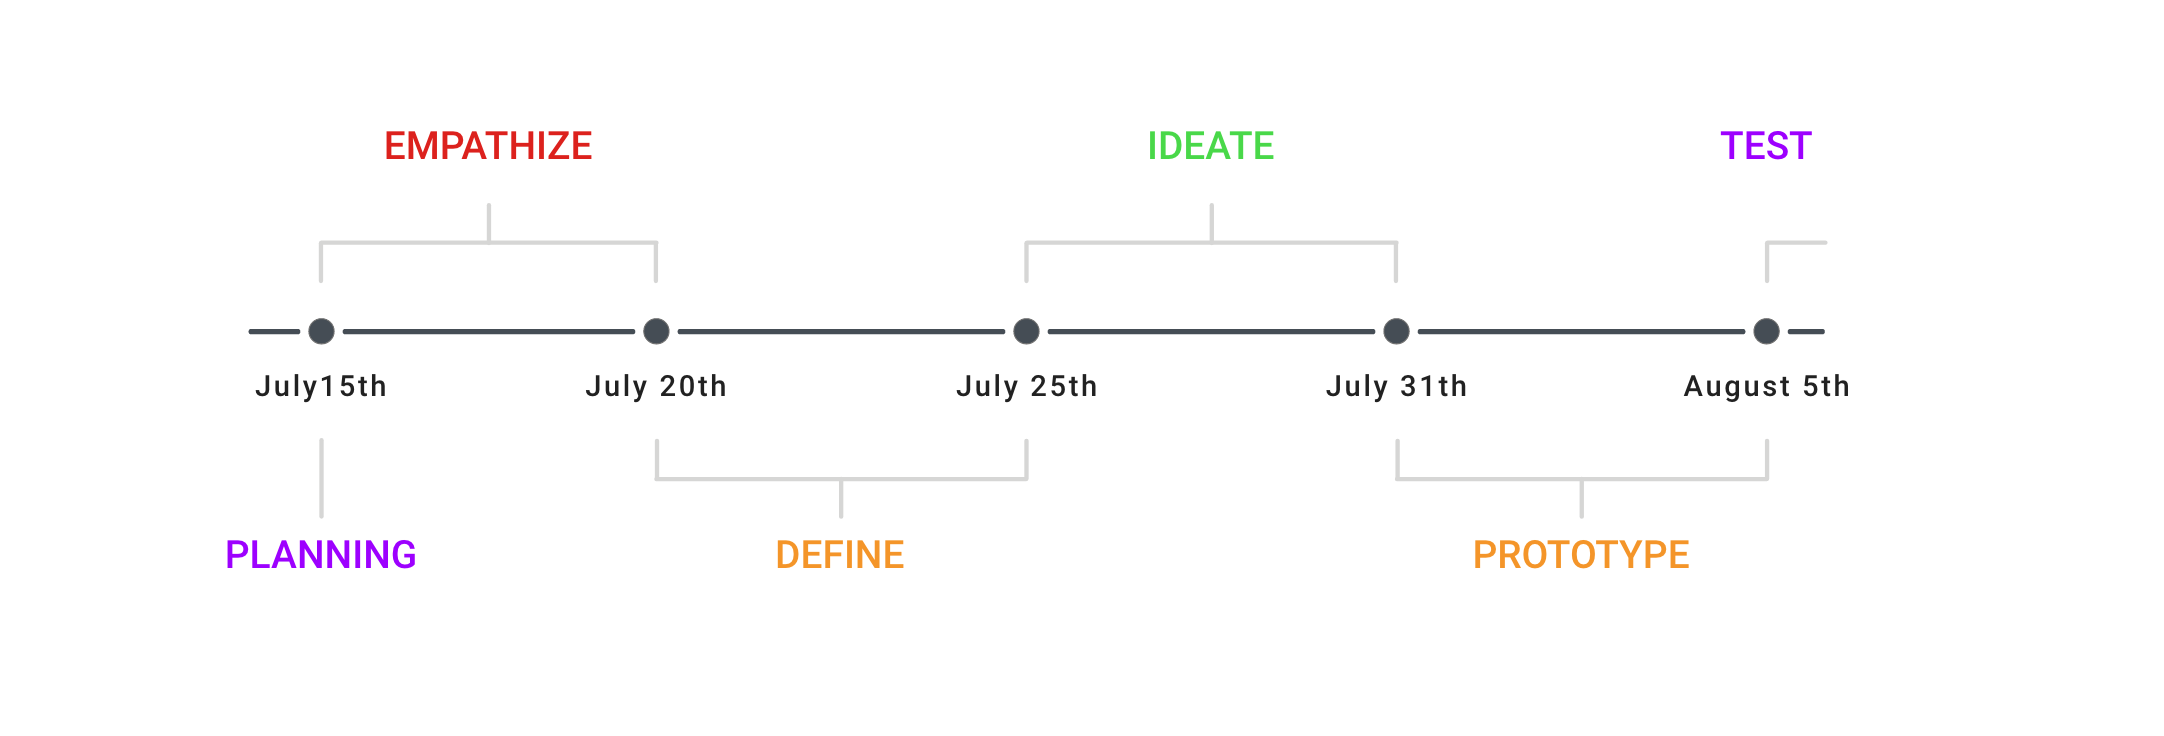 EMPATHIZE
IDEATE
TEST
July15th
July 20th
July 25th
July 31th
August 5th
PLANNING
DEFINE
PROTOTYPE